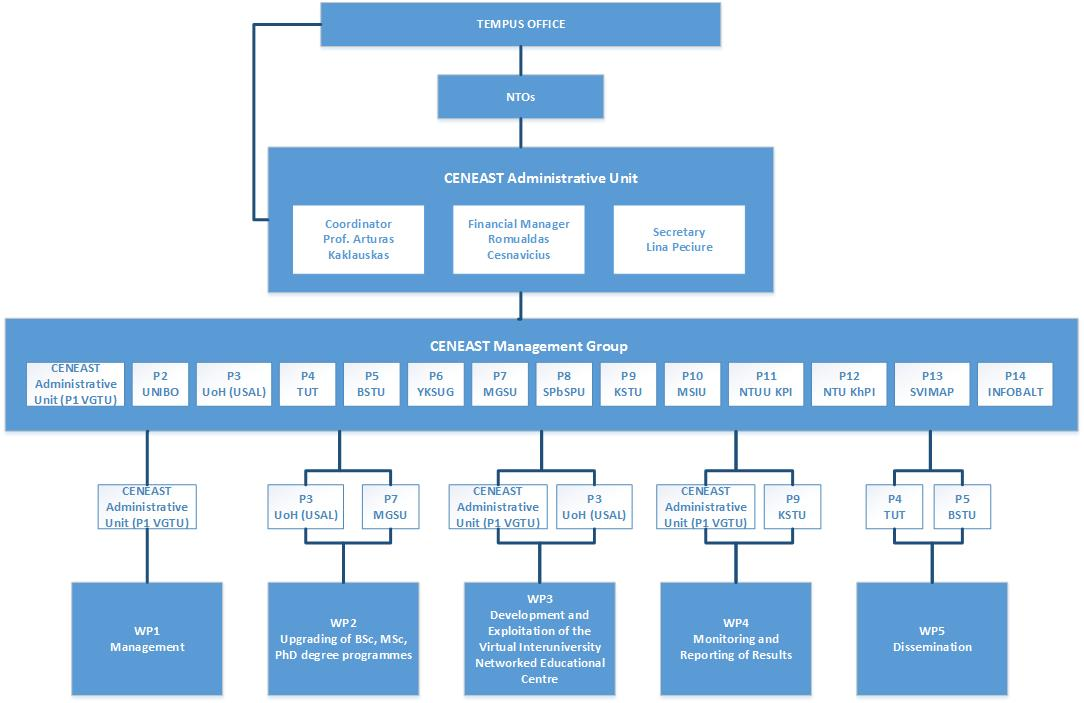 TEMPUS OFFICE
NTOs
CENEAST Administrative Unit
Coordinator
Prof. Arturas
Kaklauskas
Financial Manager
Romualdas
Cesnavicius
Secretary
Lina Peciure
CENEAST Management Group
CENEAST
Administrative
Unit (P1 VGTU)
P2
UNIBO
P3
UoH (USAL)
P4
TUT
P5
BSTU
P6
YKSUG
P7
MGSU
P8
SPbSPU
P9
KSTU
P10
MSIU
P11
NTUU KPI
P12
NTU KhPI
P13
SVIMAP
P14
INFOBALT
CENEAST
Administrative
Unit (P1 VGTU)
P3
UoH (USAL)
P7
MGSU
CENEAST
Administrative
Unit (P1 VGTU)
P3
UoH (USAL)
CENEAST
Administrative
Unit (P1 VGTU)
P9
KSTU
P4
TUT
P5
BSTU
WP1
Management
WP2
Upgrading of BSc, MSc,
PhD degree programmes
WP3
Development and
Exploitation of the
Virtual Interuniversity
Networked Educational
Centre
WP4
Monitoring and
Reporting of Results
WP5
Dissemination